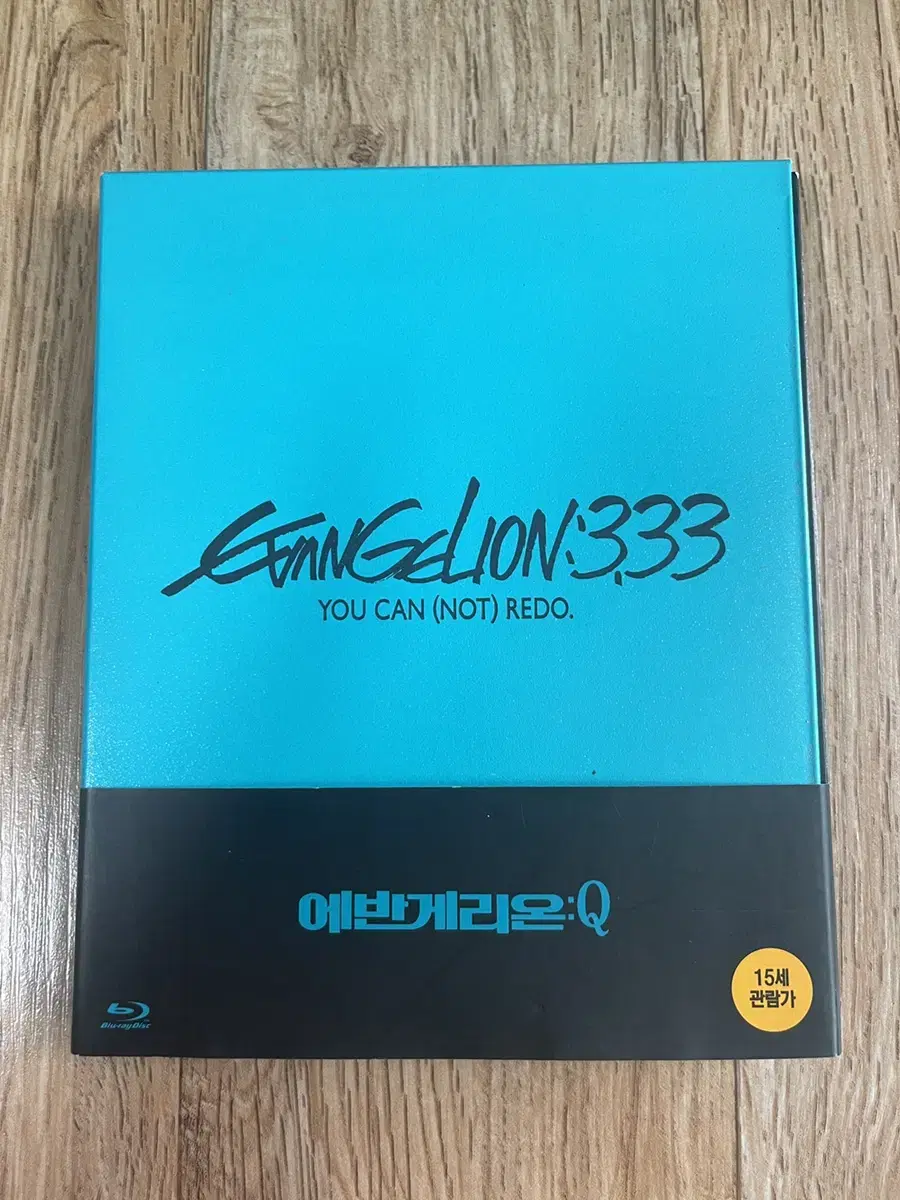 EVANGELION:3.33
YOU CAN (NOT) REDO.
에반게리온:Q
Blu-ray Disc
15세
관람가